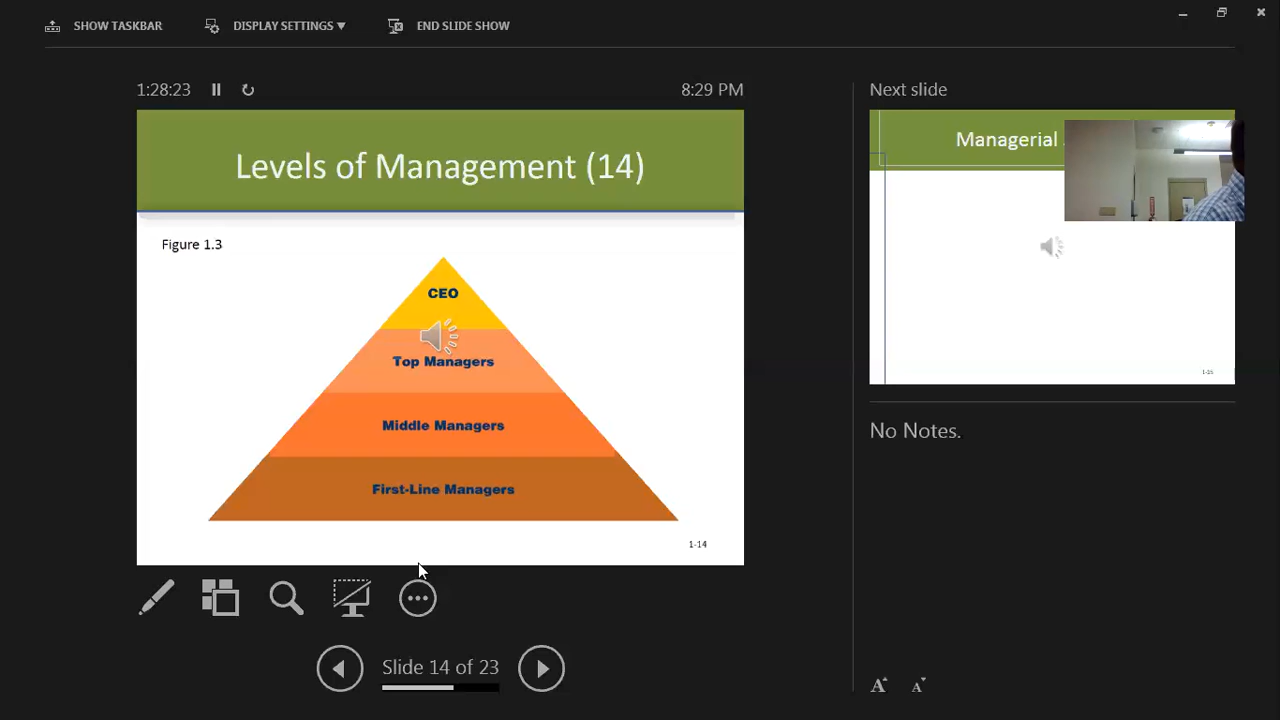 SHOW TASKBAR
DISPLAY SETTINGS ▼
END SLIDE SHOW
1:28:23
8:29 PM
Levels of Management (14)
Figure 1.3
CEO
Top Managers
Middle Managers
First-Line Managers
1-14
Slide 14 of 23
Next slide
Managerial
1-15
No Notes.
A
A